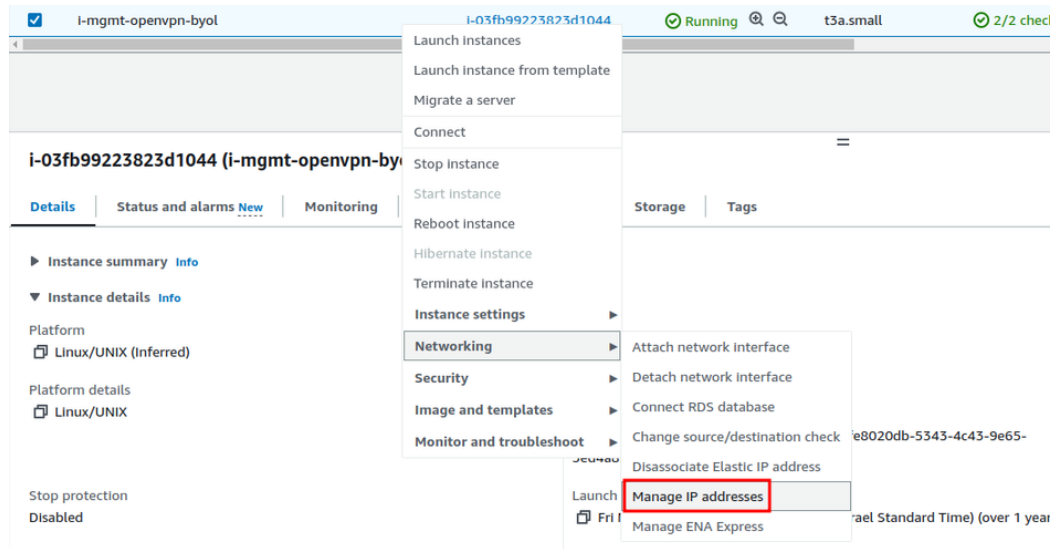 i-mgmt-openvpn-byol i-03fb99223823d1044 Running t3a.small 2/2
Launch instances
Launch instance from template
Migrate a server
Connect
i-03fb99223823d1044 (i-mgmt-openvpn-
Stop instance
Start instance
Details Status and alarms New Monitoring Storage Tags
Reboot instance
Hibernate instance
Instance summary Info
Terminate instance
Instance details Info
Instance settings
Platform
Networking Attach network interface
Linux/UNIX (Inferred)
Security Detach network interface
Platform details
Image and templates Connect RDS database
Linux/UNIX
Monitor and troubleshoot Change source/destination check fe8020db-5343-4c43-9e65-
Disassociate Elastic IP address
Stop protection Launch Manage IP addresses
Disabled Fri Standard Time) (over 1 year
Manage ENA Express